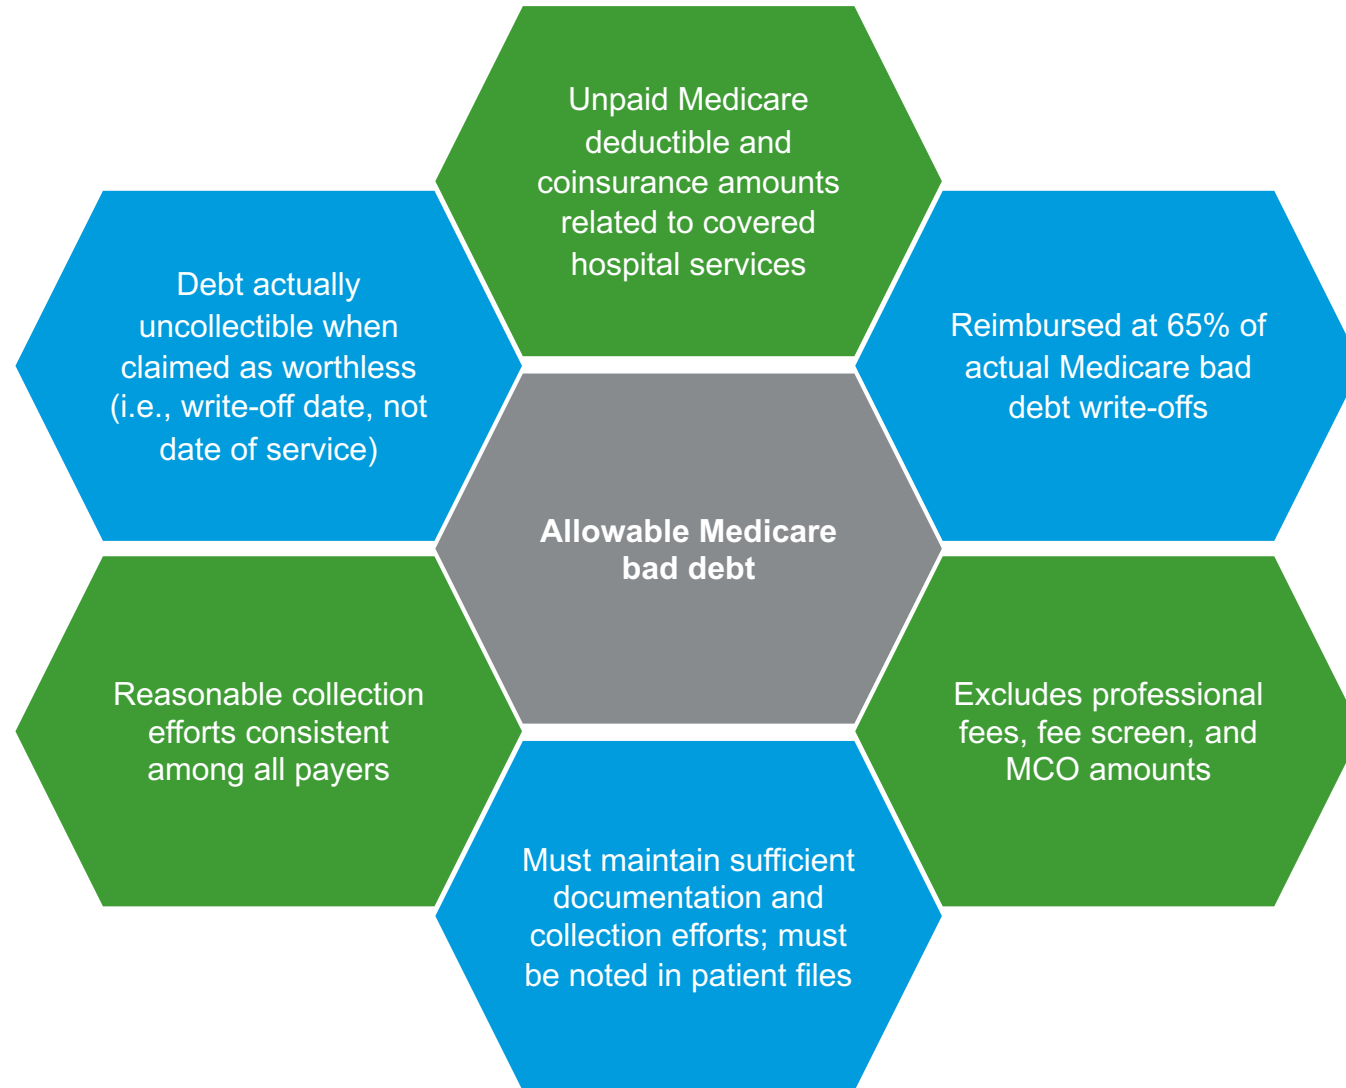 Unpaid Medicare
deductible and
coinsurance amounts
related to covered
hospital services
Debt actually
uncollectible when
claimed as worthless
(i.e., write-off date, not
date of service)
Reimbursed at 65% of
actual Medicare bad
debt write-offs
Allowable Medicare
bad debt
Reasonable collection
efforts consistent
among all payers
Excludes professional
fees, fee screen, and
MCO amounts
Must maintain sufficient
documentation and
collection efforts; must
be noted in patient files